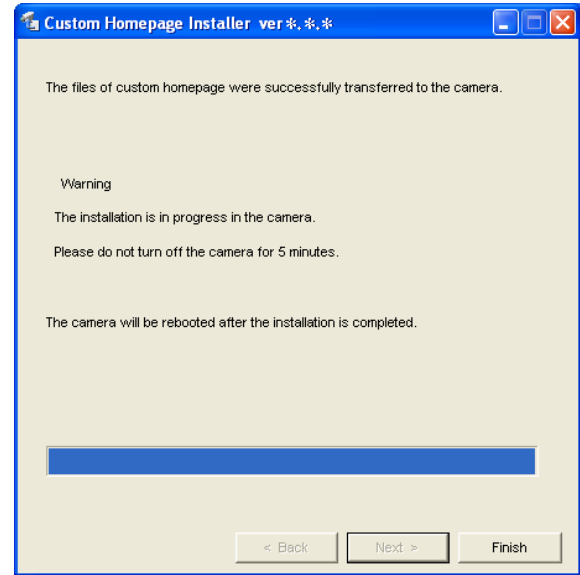 Custom Homepage Installer ver*.*.*
The files of custom homepage were successfully transferred to the camera.
Warning
The installation is in progress in the camera.
Please do not turn off the camera for 5 minutes.
The camera will be rebooted after the installation is completed.
< Back
Next >
Finish